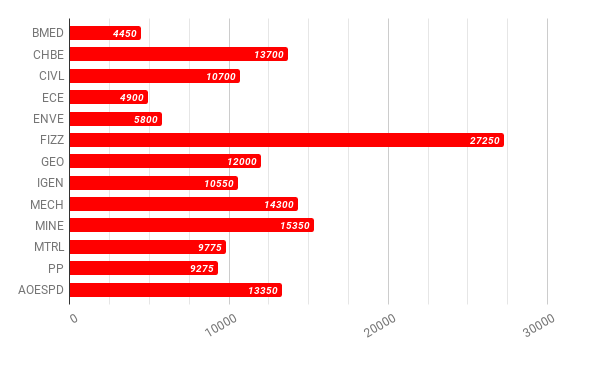 BMED 4450
CHBE 13700
CIVL 10700
ECE 4900
ENVE 5800
FIZZ 27250
GEO 12000
IGEN 10550
MECH 14300
MINE 15350
MTRL 9775
PP 9275
AOESPD 13350
0 10000 20000 30000